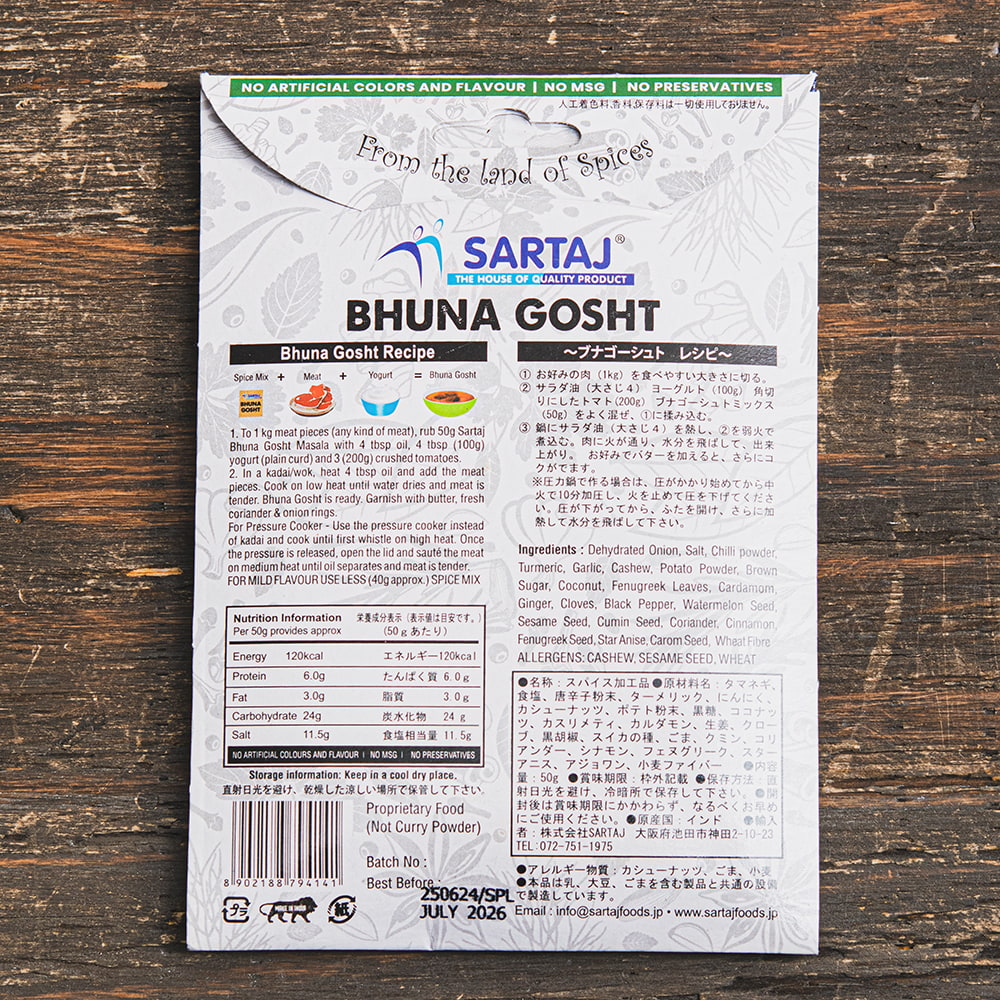 NO ARTIFICIAL COLORS AND FLAVOUR | NO MSG | NO PRESERVATIVES
人工着色料,香料,保存料は一切使用しておりません。
From the land of Spices
SARTAJ®
THE HOUSE OF QUALITY PRODUCT
BHUNA GOSHT
Bhuna Gosht Recipe
Spice Mix + Meat + Yogurt = Bhuna Gosht
SARTAJ
BHUNA
GOSHT
1. To 1 kg meat pieces (any kind of meat), rub 50g Sartaj
Bhuna Gosht Masala with 4 tbsp oil, 4 tbsp (100g)
yogurt (plain curd) and 3 (200g) crushed tomatoes.
2. In a kadai/wok, heat 4 tbsp oil and add the meat
pieces. Cook on low heat until water dries and meat is
tender. Bhuna Gosht is ready. Garnish with butter, fresh
coriander & onion rings.
For Pressure Cooker - Use the pressure cooker instead
of kadai and cook until first whistle on high heat. Once
the pressure is released, open the lid and sauté the meat
on medium heat until oil separates and meat is tender.
FOR MILD FLAVOUR USE LESS (40g approx.) SPICE MIX
Nutrition Information 栄養成分表示(表示値は目安です。)
Per 50g provides approx (50gあたり)
Energy 120kcal エネルギー120kcal
Protein 6.0g たんぱく質 6.0g
Fat 3.0g 脂質 3.0g
Carbohydrate 24g 炭水化物 24g
Salt 11.5g 食塩相当量 11.5g
NO ARTIFICIAL COLOURS AND FLAVOUR | NO MSG | NO PRESERVATIVES
Storage information: Keep in a cool dry place.
直射日光を避け、乾燥した涼しい場所で保管して下さい。
8902188794141
Proprietary Food
(Not Curry Powder)
Batch No :
Best Before :
250624/SPL
JULY 2026
プラ
MAKE IN INDIA
紙
~ブナゴーシュト レシピ~
① お好みの肉(1kg)を食べやすい大きさに切る。
② サラダ油(大さじ4) ヨーグルト(100g) 角切
りにしたトマト(200g) ブナゴーシュトミックス
(50g)をよく混ぜ、①に揉み込む。
③ 鍋にサラダ油(大さじ4)を熱し、②を弱火で
煮込む。肉に火が通り、水分を飛ばして、出来
上がり。 お好みでバターを加えると、さらにコ
クがでます。
※圧力鍋で作る場合は、圧がかかり始めてから中
火で10分加圧し、火を止めて圧を下げてくださ
い。圧が下がってから、ふたを開け、さらに加
熱して水分を飛ばして下さい。
Ingredients : Dehydrated Onion, Salt, Chilli powder,
Turmeric, Garlic, Cashew, Potato Powder, Brown
Sugar, Coconut, Fenugreek Leaves, Cardamom,
Ginger, Cloves, Black Pepper, Watermelon Seed,
Sesame Seed, Cumin Seed, Coriander, Cinnamon,
Fenugreek Seed, Star Anise, Carom Seed, Wheat Fibre
ALLERGENS: CASHEW, SESAME SEED, WHEAT
●名称:スパイス加工品●原材料名:タマネギ、
食塩、唐辛子粉末、ターメリック、にんにく、
カシューナッツ、ポテト粉末、黒糖、ココナッ
ツ、カスリメティ、カルダモン、生姜、クロー
ブ、黒胡椒、スイカの種、ごま、クミン、コリ
アンダー、シナモン、フェヌグリーク、スター
アニス、アジョワン、小麦ファイバー ●内容
量:50g ●賞味期限:枠外記載 ●保存方法:直
射日光を避け、冷暗所で保存して下さい。●開
封後は賞味期限にかかわらず、なるべくお早め
にご使用ください。●原産国:インド ●輸入
者:株式会社SARTAJ 大阪府池田市神田2-10-23
TEL:072-751-1975
●アレルギー物質:カシューナッツ、ごま、小麦
●本品は乳、大豆、ごまを含む製品と共通の設備
で製造しています。
Email : info@sartajfoods.jp • www.sartajfoods.jp